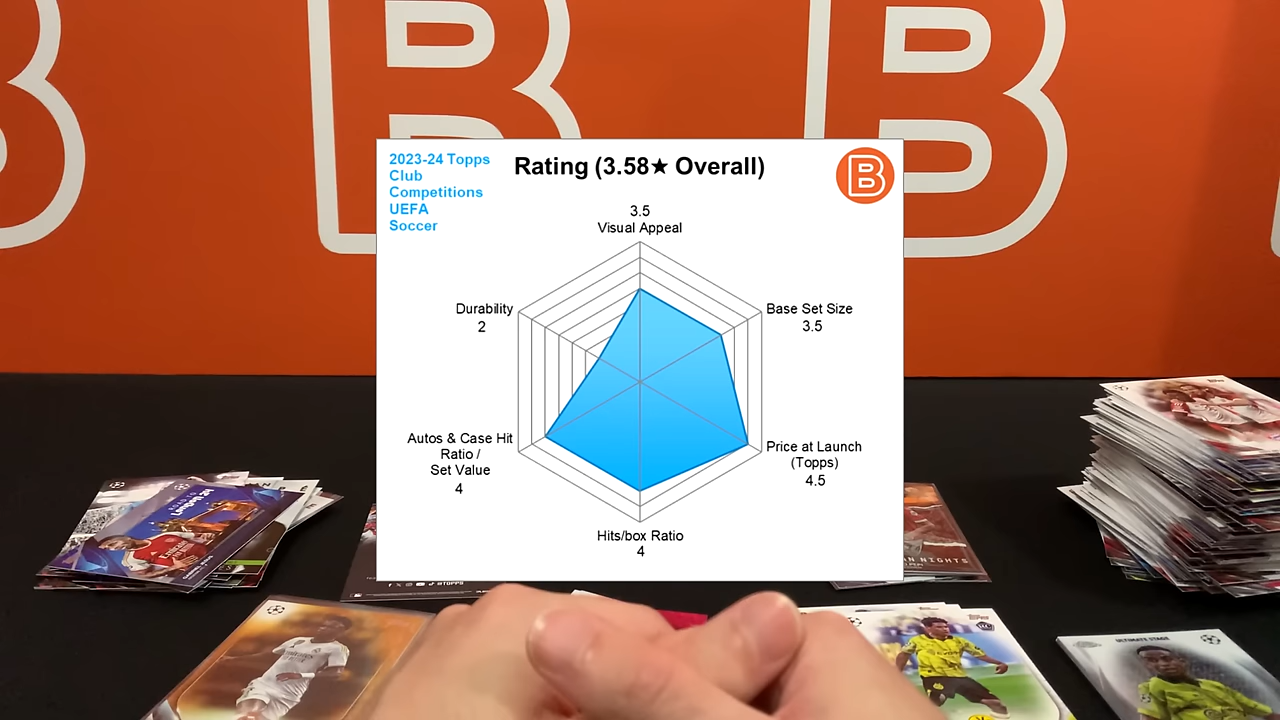 B
B
B
2023-24 Topps
Club
Competitions
UEFA
Soccer
Rating (3.58★ Overall)
B
3.5
Visual Appeal
Durability
2
Base Set Size
3.5
Autos & Case Hit
Ratio /
Set Value
4
Price at Launch
(Topps)
4.5
Hits/box Ratio
4
NIGHTS
@TOPPS
ULTIMATE STAGE